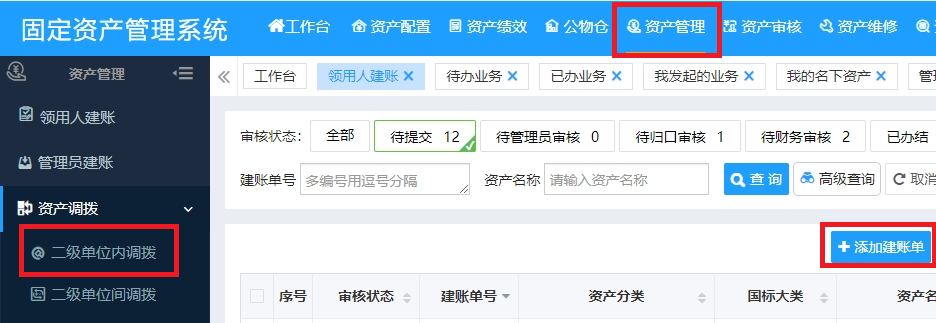 固定资产管理系统 工作台 资产配置 资产绩效 公物仓 资产管理 资产审核 资产维修
资产管理
领用人建账
管理员建账
资产调拨
二级单位内调拨
二级单位间调拨
工作台 领用人建账 × 待办业务 × 已办业务 × 我发起的业务 × 我的名下资产 × 管理
审核状态: 全部 待提交 12 待管理员审核 0 待归口审核 1 待财务审核 2 已办结
建账单号 多编号用逗号分隔 资产名称 请输入资产名称 查询 高级查询 取消
+ 添加建账单
序号 审核状态 建账单号 资产分类 国标大类 资产名